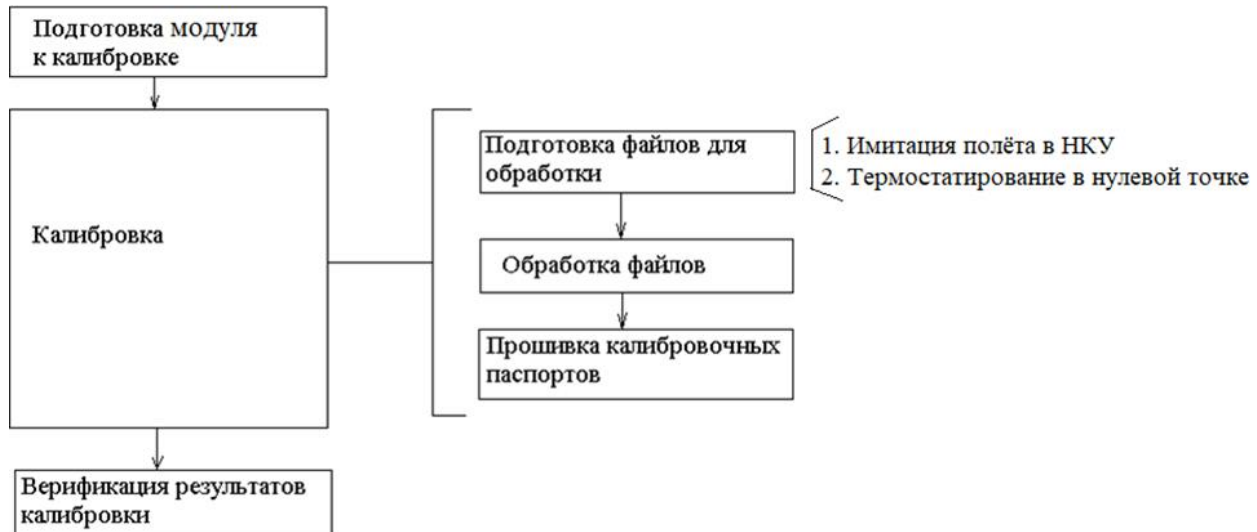 Подготовка модуля
к калибровке
Калибровка
Подготовка файлов для
обработки
1. Имитация полёта в НКУ
2. Термостатирование в нулевой точке
Обработка файлов
Прошивка калибровочных
паспортов
Верификация результатов
калибровки